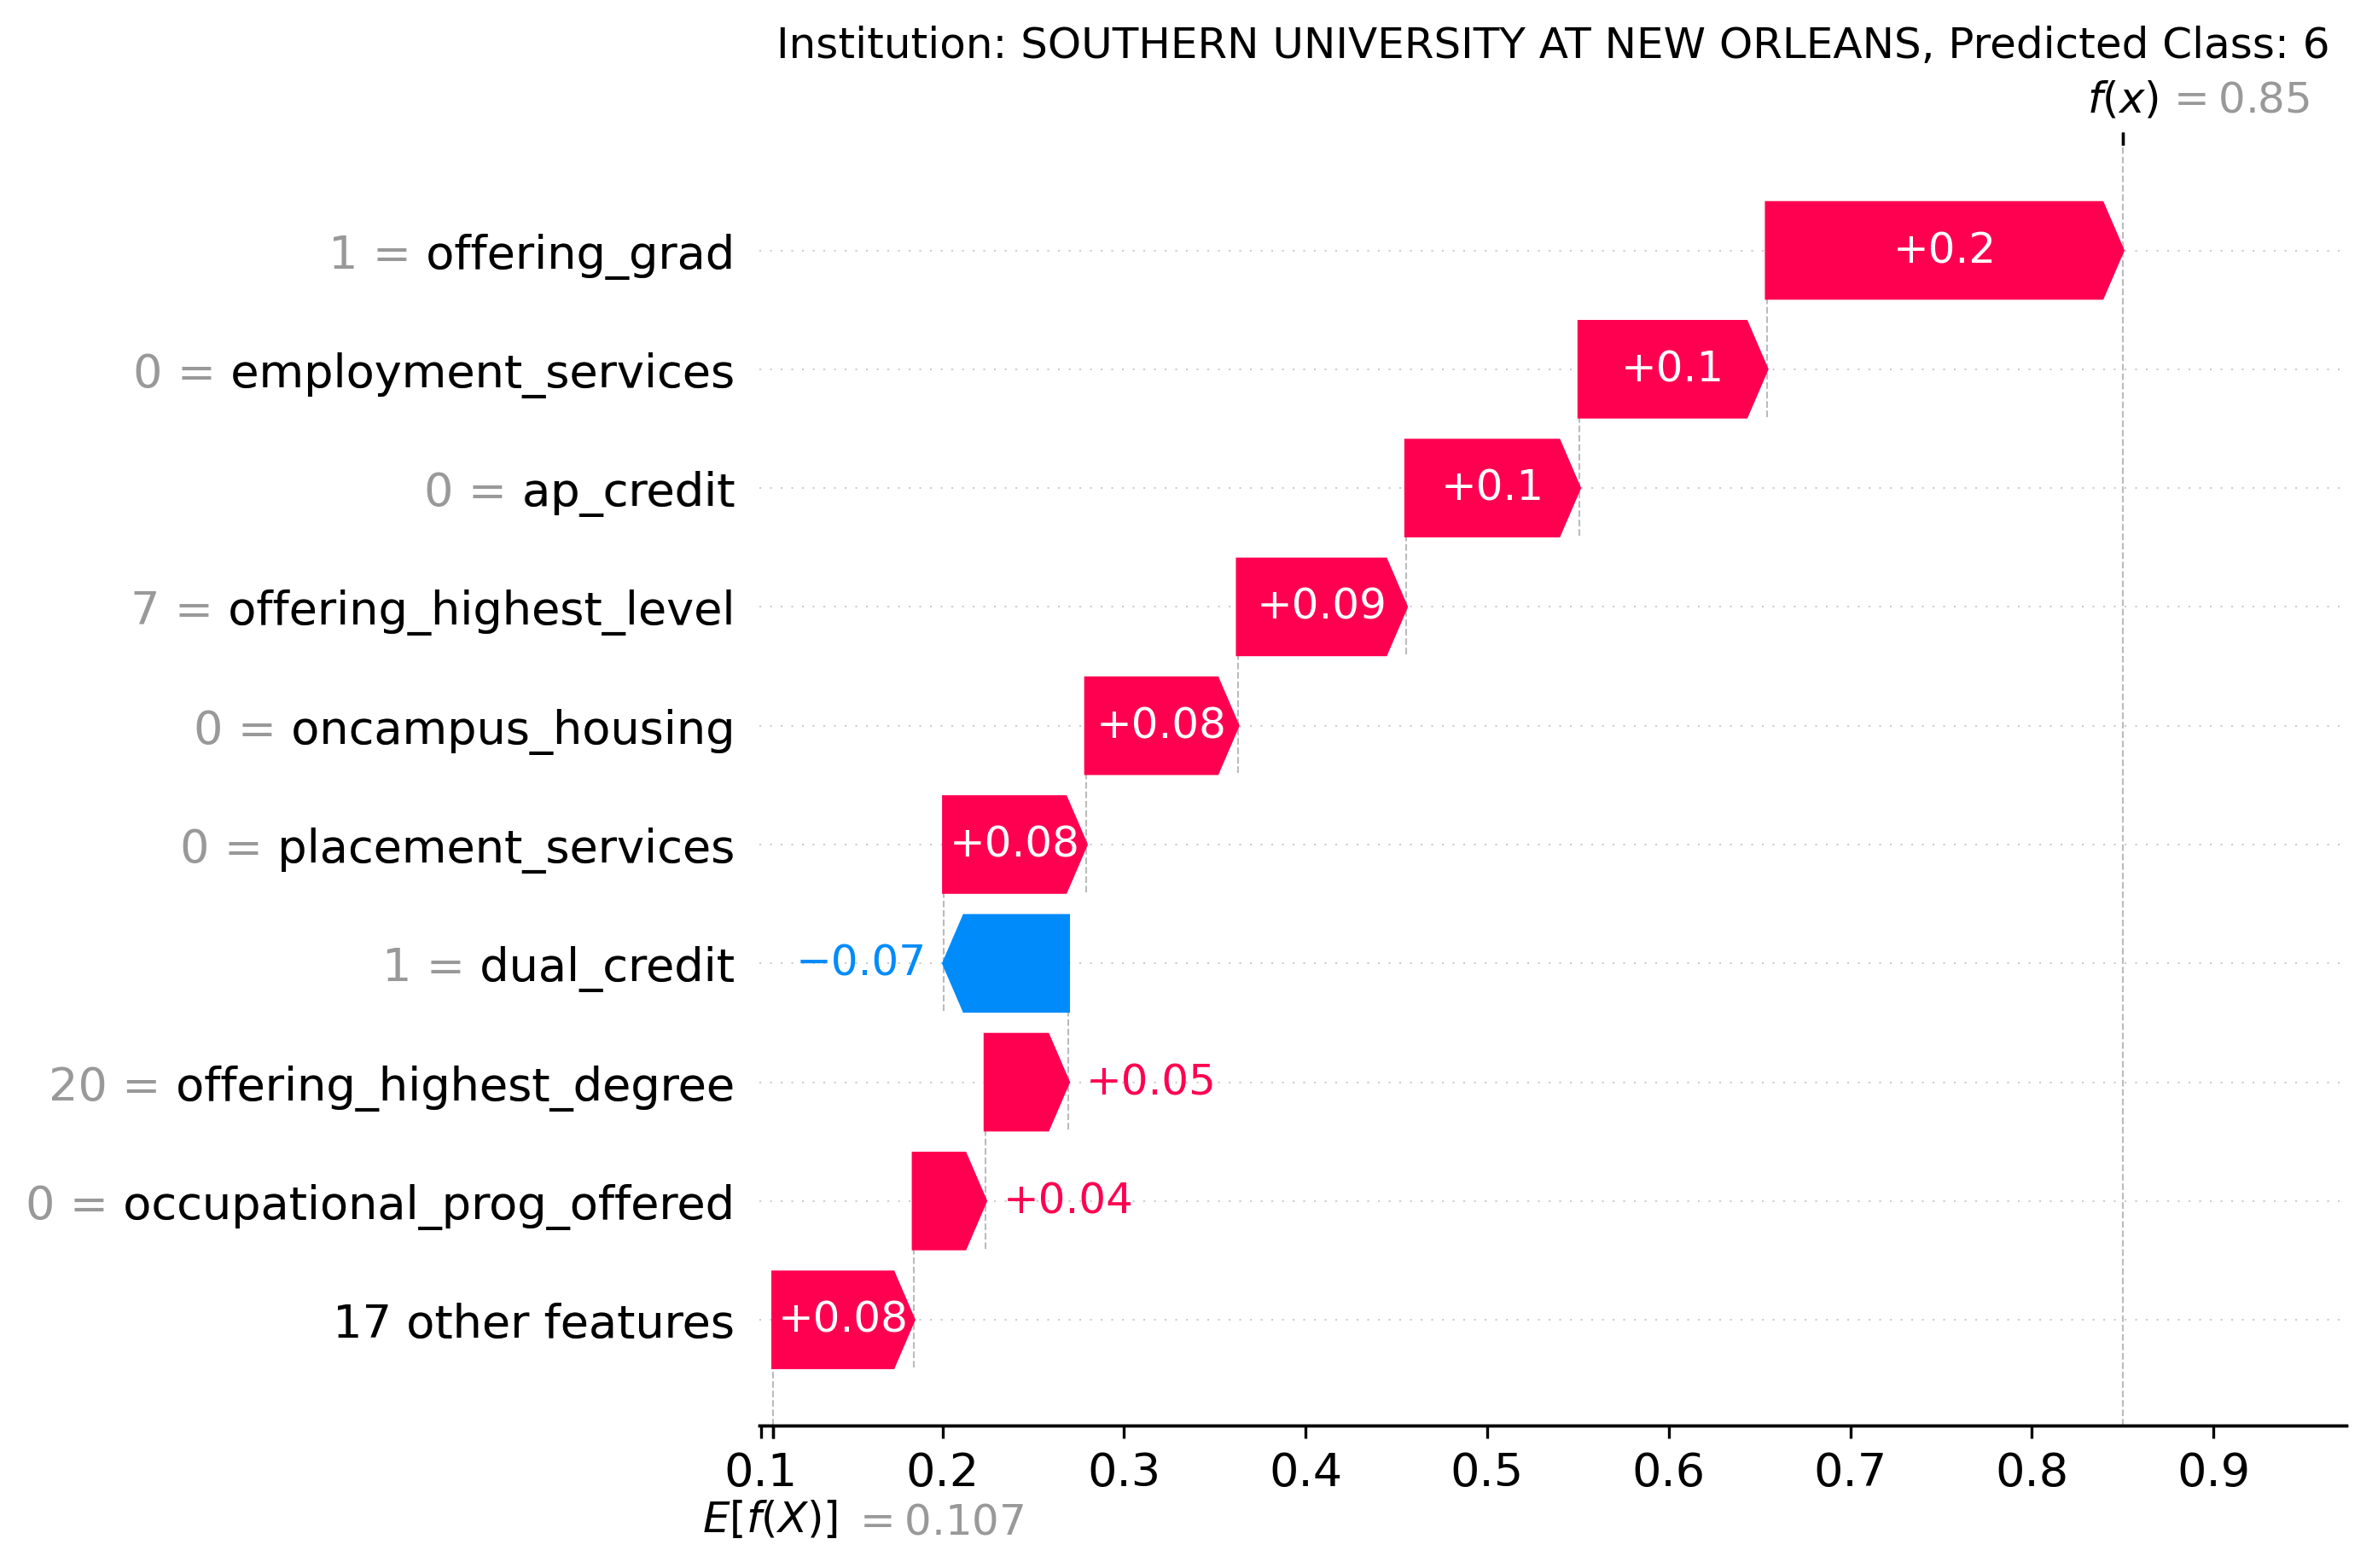 Institution: SOUTHERN UNIVERSITY AT NEW ORLEANS, Predicted Class: 6
f(x) = 0.85
1 = offering_grad +0.2
0 = employment_services +0.1
0 = ap_credit +0.1
7 = offering_highest_level +0.09
0 = oncampus_housing +0.08
0 = placement_services +0.08
1 = dual_credit −0.07
20 = offering_highest_degree +0.05
0 = occupational_prog_offered +0.04
17 other features +0.08
0.1 0.2 0.3 0.4 0.5 0.6 0.7 0.8 0.9
E[f(X)] = 0.107